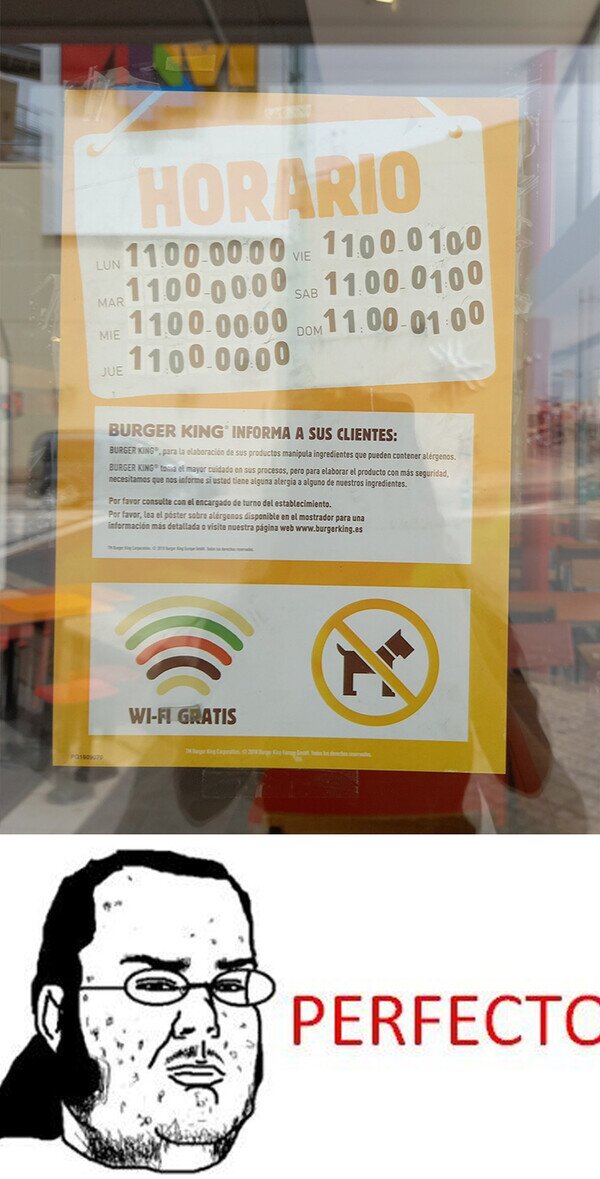 HORARIO
LUN 11:00-00:00
MAR 11:00-00:00
MIE 11:00-00:00
JUE 11:00-00:00
VIE 11:00-01:00
SAB 11:00-01:00
DOM 11:00-01:00
BURGER KING® INFORMA A SUS CLIENTES:
BURGER KING®, para la elaboración de sus productos manipula ingredientes que pueden contener alérgenos.
BURGER KING® toma el mayor cuidado en sus procesos, pero para elaborar el producto con más seguridad,
necesitamos que nos informe si usted tiene alguna alergia a alguno de nuestros ingredientes.
Por favor consulte con el encargado de turno del establecimiento.
Por favor, lea el póster sobre alérgenos disponible en el mostrador para una
información más detallada o visite nuestra página web www.burgerking.es
WI-FI GRATIS
PERFECTO